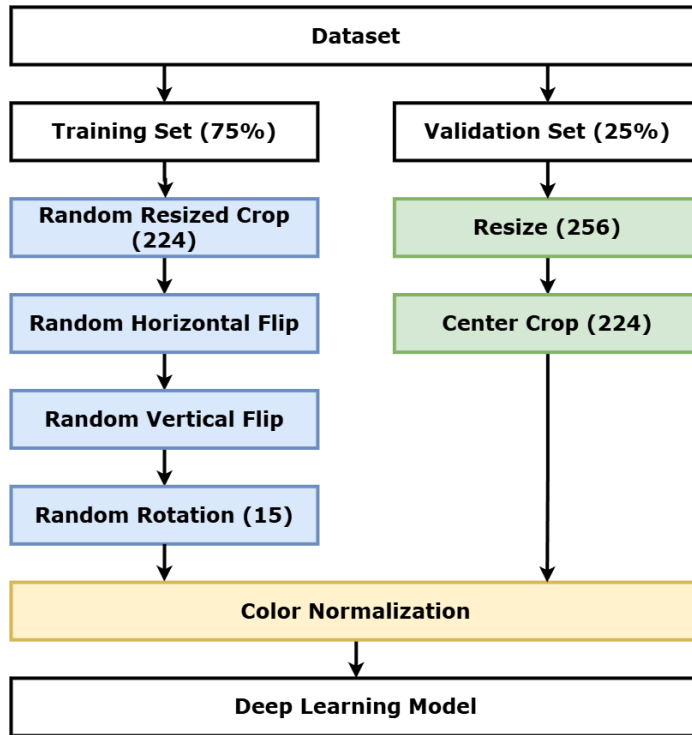 Dataset
Training Set (75%)
Validation Set (25%)
Random Resized Crop
(224)
Resize (256)
Random Horizontal Flip
Center Crop (224)
Random Vertical Flip
Random Rotation (15)
Color Normalization
Deep Learning Model